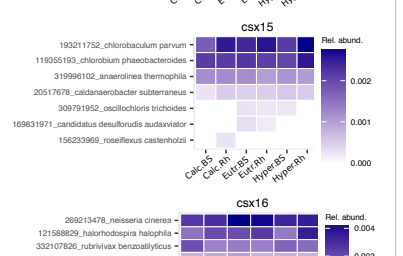 csx15
Rel. abund.
193211752_chlorobaculum parvum
119355193_chlorobium phaeobacteroides
319996102_anaerolinea thermophila
20517678_caldanaerobacter subterraneus
309791952_oscillochloris trichoides
169831971_candidatus desulforudis audaxviator
156233969_roseiflexus castenholzii
0.002
0.001
0.000
Calc.BS
Calc.Rh
Eutr.BS
Eutr.Rh
Hyper.BS
Hyper.Rh
csx16
Rel. abund.
269213478_neisseria cinerea
121588829_halorhodospira halophila
332107826_rubrivivax benzoatilyticus
0.004